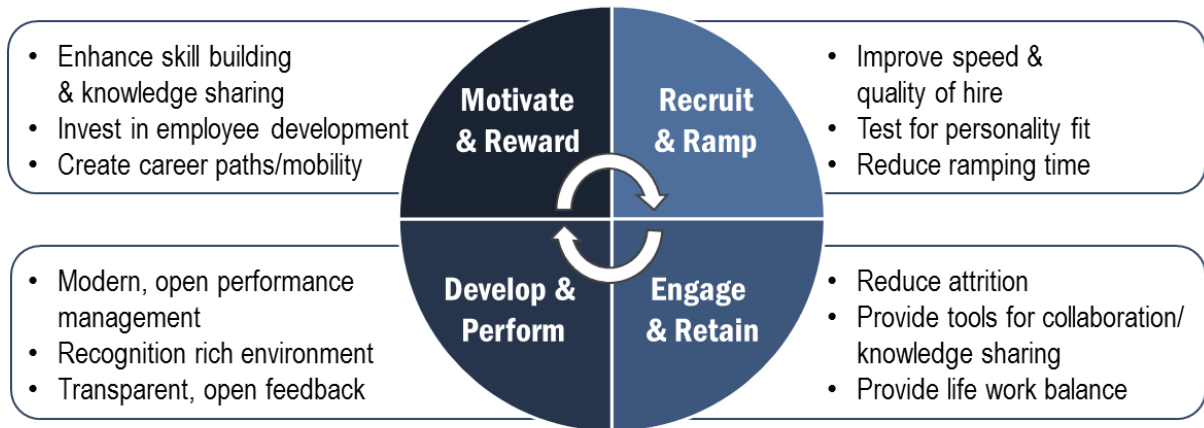 • Enhance skill building
& knowledge sharing
• Invest in employee development
• Create career paths/mobility
Motivate
& Reward
Recruit
& Ramp
• Improve speed &
quality of hire
• Test for personality fit
• Reduce ramping time
• Modern, open performance
management
• Recognition rich environment
• Transparent, open feedback
Develop &
Perform
Engage
& Retain
• Reduce attrition
• Provide tools for collaboration/
knowledge sharing
• Provide life work balance